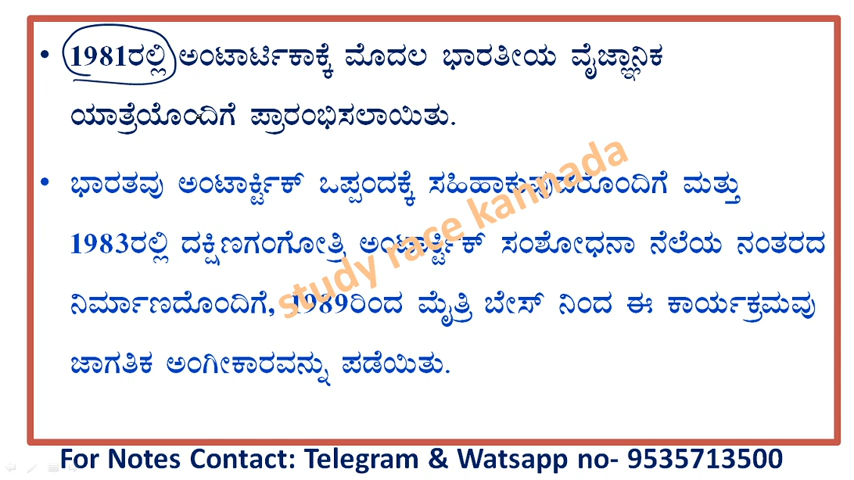 • 1981ರಲ್ಲಿ ಅಂಟಾರ್ಟಿಕಾಕ್ಕೆ ಮೊದಲ ಭಾರತೀಯ ವೈಜ್ಞಾನಿಕ
ಯಾತ್ರೆಯೊಂದಿಗೆ ಪ್ರಾರಂಭಿಸಲಾಯಿತು.
• ಭಾರತವು ಅಂಟಾರ್ಕ್ಟಿಕ್ ಒಪ್ಪಂದಕ್ಕೆ ಸಹಿಹಾಕುವುದರೊಂದಿಗೆ ಮತ್ತು
1983ರಲ್ಲಿ ದಕ್ಷಿಣಗಂಗೋತ್ರಿ ಅಂಟಾರ್ಕ್ಟಿಕ್ ಸಂಶೋಧನಾ ನೆಲೆಯ ನಂತರದ
ನಿರ್ಮಾಣದೊಂದಿಗೆ, 1989ರಿಂದ ಮೈತ್ರಿ ಬೇಸ್ ನಿಂದ ಈ ಕಾರ್ಯಕ್ರಮವು
ಜಾಗತಿಕ ಅಂಗೀಕಾರವನ್ನು ಪಡೆಯಿತು.
study race kannada
For Notes Contact: Telegram & Watsapp no- 9535713500